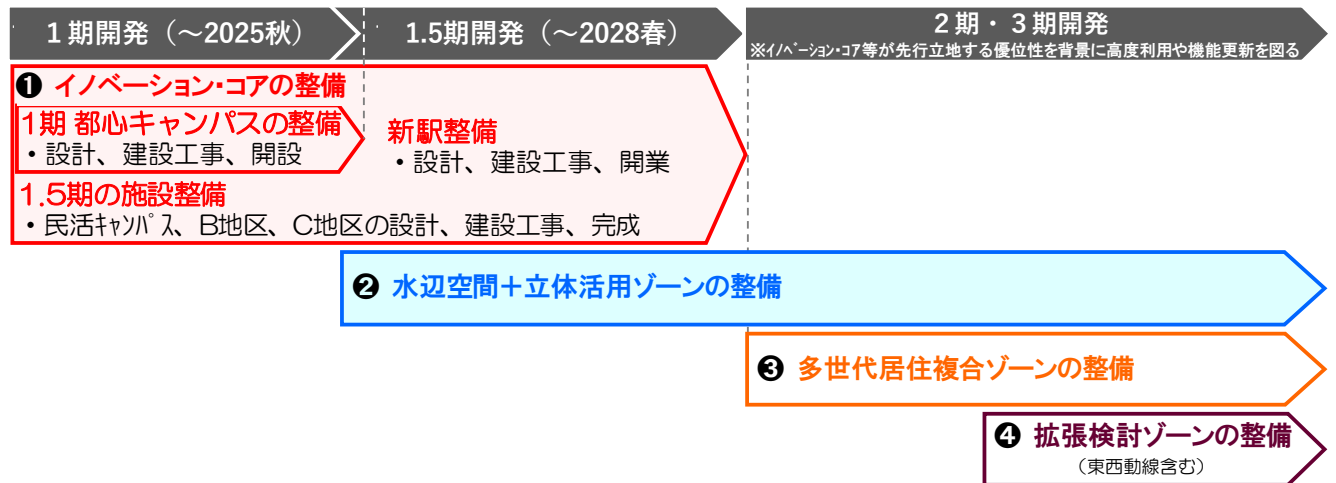 1期開発（～2025秋）
1.5期開発（～2028春）
2期・3期開発
※ｲﾉﾍﾞｰｼｮﾝ・ｺｱ等が先行立地する優位性を背景に高度利用や機能更新を図る
❶ イノベーション・コアの整備
1期 都心キャンパスの整備
・設計、建設工事、開設
新駅整備
・設計、建設工事、開業
1.5期の施設整備
・民活ｷｬﾝﾊﾟｽ、B地区、C地区の設計、建設工事、完成
❷ 水辺空間＋立体活用ゾーンの整備
❸ 多世代居住複合ゾーンの整備
❹ 拡張検討ゾーンの整備
（東西動線含む）